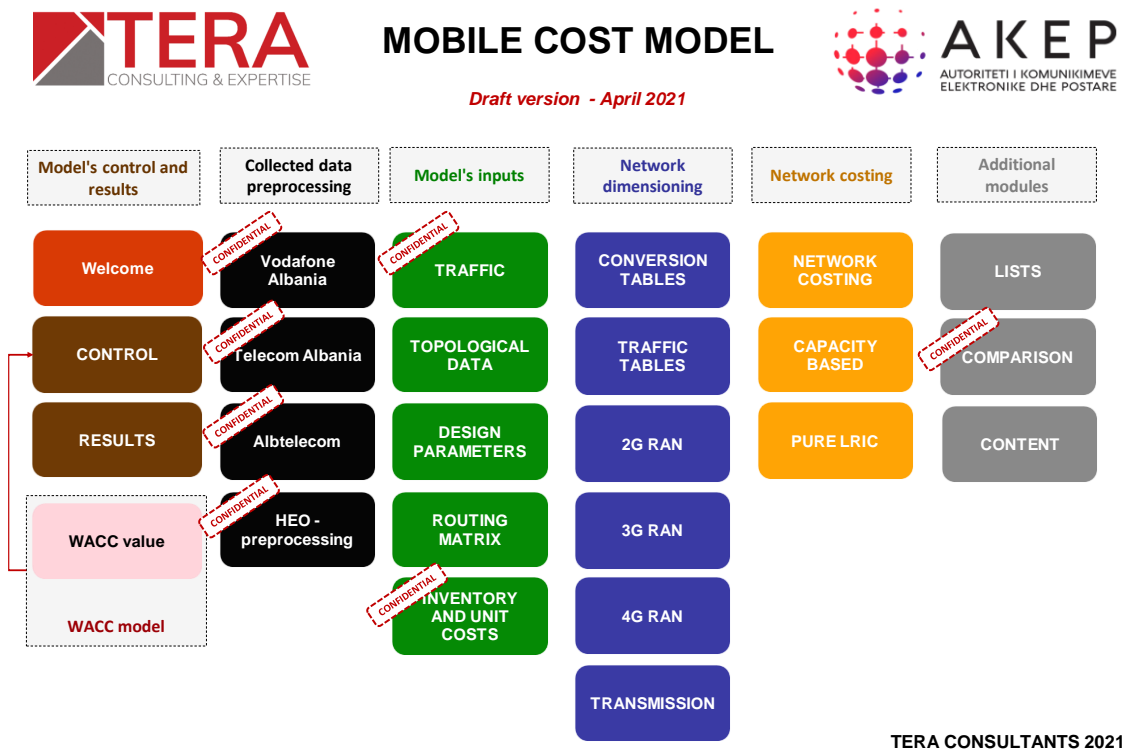 TERA
CONSULTING & EXPERTISE
MOBILE COST MODEL
Draft version - April 2021
AKEP
AUTORITETI I KOMUNIKIMEVE
ELEKTRONIKE DHE POSTARE
Model's control and
results
Collected data
preprocessing
Model's inputs
Network
dimensioning
Network costing
Additional
modules
Welcome
CONTROL
RESULTS
WACC value
WACC model
CONFIDENTIAL
Vodafone
Albania
CONFIDENTIAL
Telecom Albania
CONFIDENTIAL
Albtelecom
CONFIDENTIAL
HEO -
preprocessing
CONFIDENTIAL
TRAFFIC
TOPOLOGICAL
DATA
DESIGN
PARAMETERS
ROUTING
MATRIX
CONFIDENTIAL
INVENTORY
AND UNIT
COSTS
CONVERSION
TABLES
TRAFFIC
TABLES
2G RAN
3G RAN
4G RAN
TRANSMISSION
NETWORK
COSTING
CAPACITY
BASED
PURE LRIC
LISTS
CONFIDENTIAL
COMPARISON
CONTENT
TERA CONSULTANTS 2021